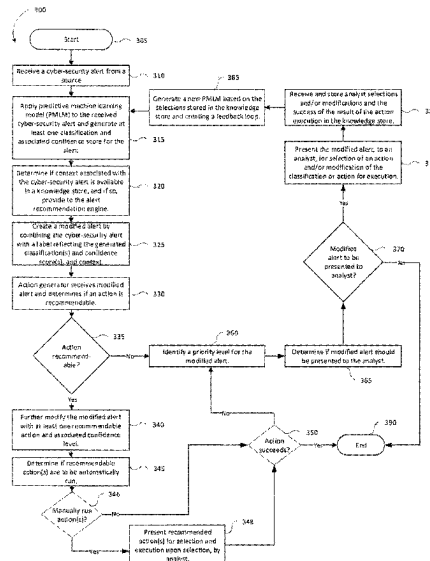 300
Start
305
Receive a cyber-security alert from a
source.
310
Apply predictive machine learning
model (PMLM) to the received
cyber-security alert and generate at
least one classification and
associated confidence score for the
alert.
315
Determine if context associated with
the cyber-security alert is available
in a knowledge store, and if so,
provide to the alert
recommendation engine.
320
Create a modified alert by
combining the cyber-security alert
with a label reflecting the generated
classification(s) and confidence
score(s), and context.
325
Action generator receives modified
alert and determines if an action is
recommendable.
330
Action
recommend-
able?
335
No
Yes
Further modify the modified alert
with at least one recommendable
action and associated confidence
level.
340
Determine if recommendable
action(s) are to be automatically
run.
345
Manually run
action(s)?
346
No
Yes
Present recommended
action(s) for selection and
execution upon selection, by
analyst.
348
Action
succeeds?
350
No
Yes
End
390
Identify a priority level for the
modified alert.
360
Determine if modified alert should
be presented to the analyst.
365
Modified
alert to be
presented to
analyst?
370
No
Yes
Present the modified alert, to an
analyst, for selection of an action
and/or modification of the
classification or action for execution.
Receive and store analyst selections
and/or modifications and the
success of the result of the action
execution in the knowledge store.
Generate a new PMLM based on the
selections stored in the knowledge
store and creating a feedback loop.
385